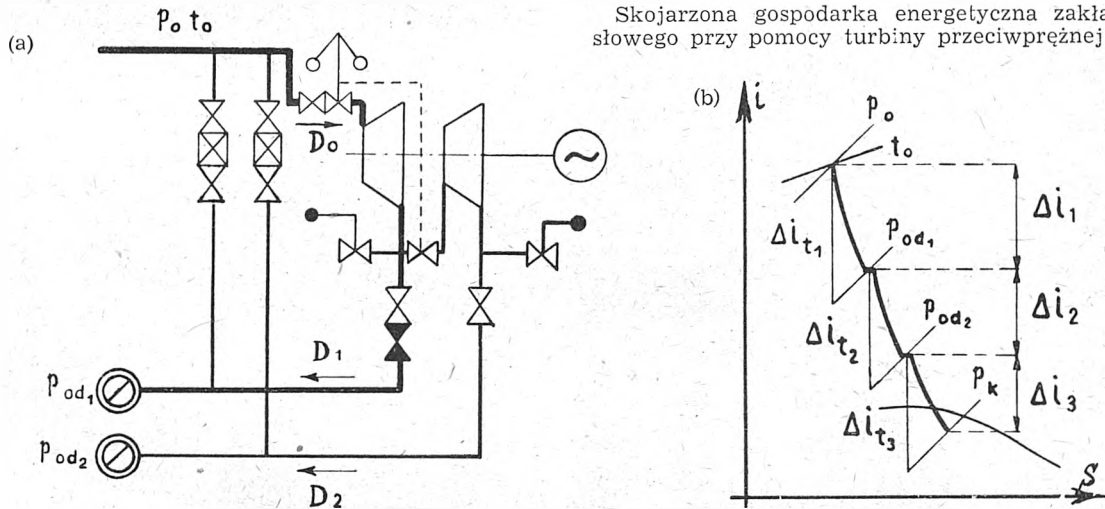 Skojarzona gospodarka energetyczna zakła
słowego przy pomocy turbiny przeciwprężnej
(a)
p₀ t₀
D₀
D₁
p_od₁
p_od₂
D₂
(b)
i
p₀
t₀
Δi₁
Δi_t₁
p_od₁
Δi₂
p_od₂
Δi_t₂
p_k
Δi₃
Δi_t₃
S